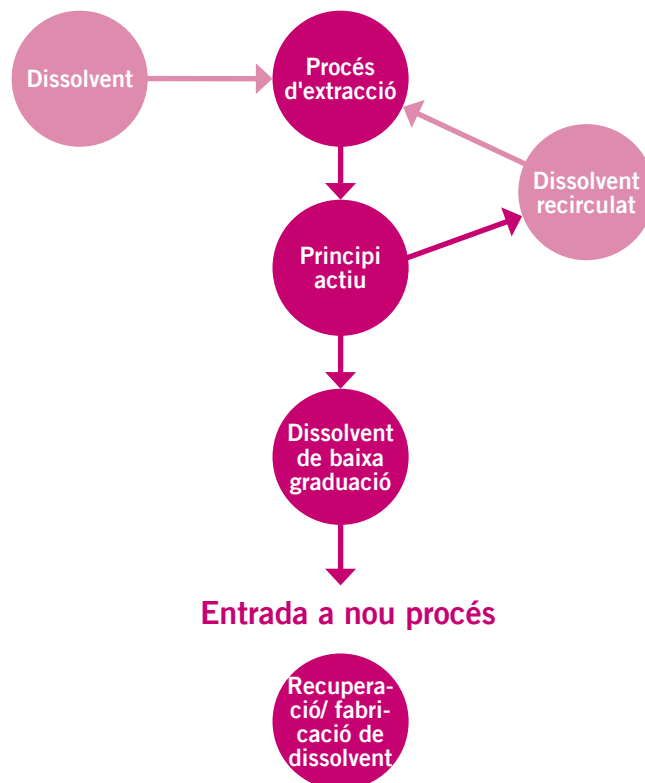 Dissolvent
Procés
d'extracció
Dissolvent
recirculat
Principi
actiu
Dissolvent
de baixa
graduació
Entrada a nou procés
Recupera-
ció/ fabri-
cació de
dissolvent